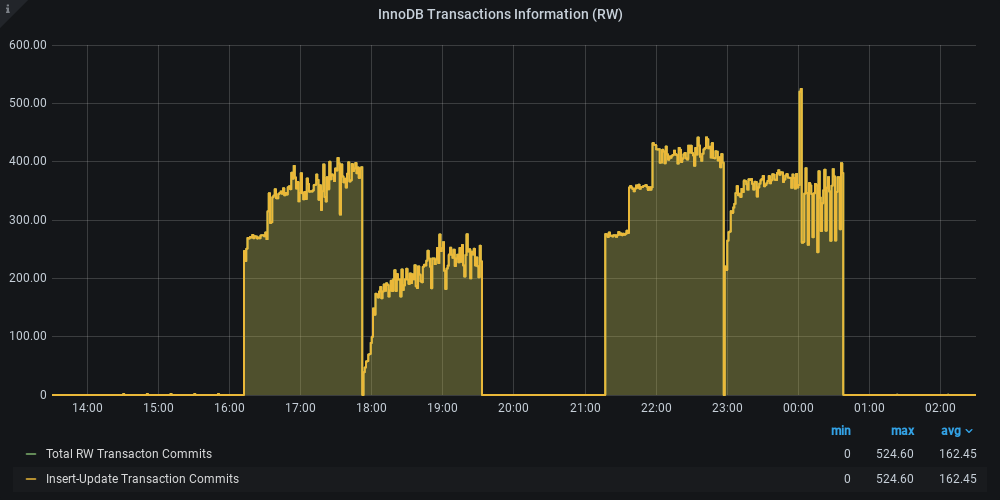 i
InnoDB Transactions Information (RW)
600.00
500.00
400.00
300.00
200.00
100.00
0
14:00 15:00 16:00 17:00 18:00 19:00 20:00 21:00 22:00 23:00 00:00 01:00 02:00
min max avg
Total RW Transacton Commits 0 524.60 162.45
Insert-Update Transaction Commits 0 524.60 162.45